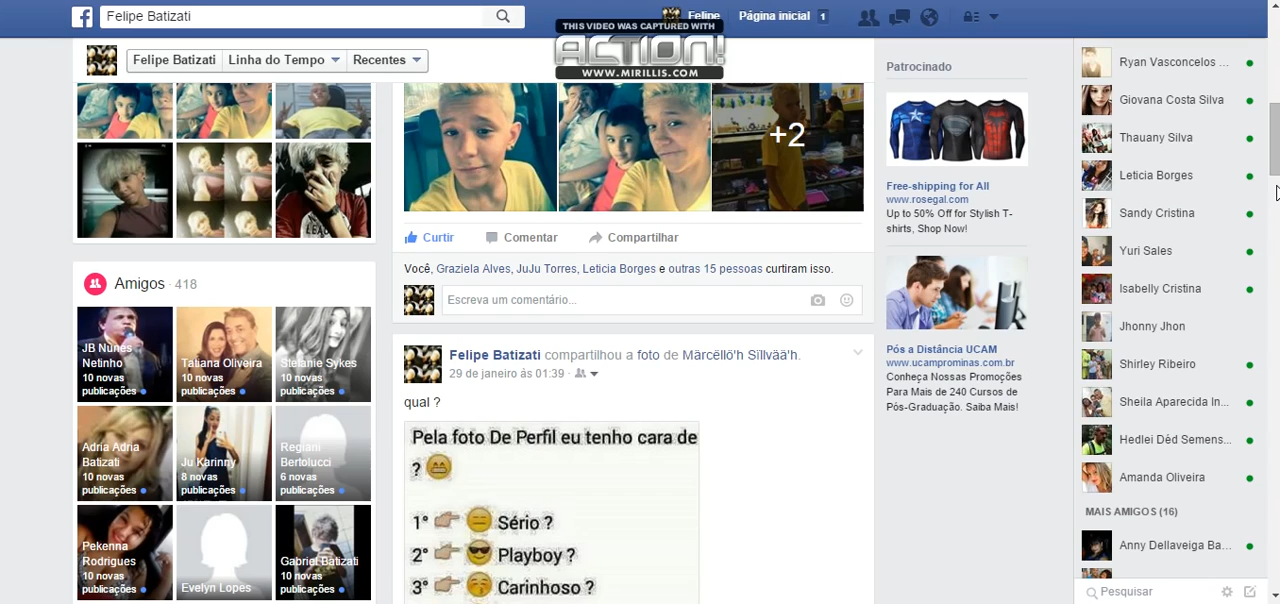 Felipe Batizati
Felipe
Página inicial 1
THIS VIDEO WAS CAPTURED WITH
ACTION!
WWW.MIRILLIS.COM
Felipe Batizati Linha do Tempo Recentes
+2
Curtir Comentar Compartilhar
Você, Graziela Alves, JuJu Torres, Leticia Borges e outras 15 pessoas curtiram isso.
Escreva um comentário...
Amigos · 418
JB Nunes
Netinho
10 novas
publicações
Tatiana Oliveira
10 novas
publicações
Stefanie Sykes
10 novas
publicações
Adria Adria
Batizati
10 novas
publicações
Ju Karinny
8 novas
publicações
Regiani
Bertolucci
6 novas
publicações
Pekenna
Rodrigues
10 novas
publicações
Evelyn Lopes
Gabriel Batizati
10 novas
publicações
Felipe Batizati compartilhou a foto de Märcëllö'h Sïllvää'h.
29 de janeiro às 01:39 ·
qual ?
Pela foto De Perfil eu tenho cara de
?
1° Sério ?
2° Playboy ?
3° Carinhoso ?
Patrocinado
Free-shipping for All
www.rosegal.com
Up to 50% Off for Stylish T-
shirts, Shop Now!
Pós a Distância UCAM
www.ucamprominas.com.br
Conheça Nossas Promoções
Para Mais de 240 Cursos de
Pós-Graduação. Saiba Mais!
Ryan Vasconcelos ...
Giovana Costa Silva
Thauany Silva
Leticia Borges
Sandy Cristina
Yuri Sales
Isabelly Cristina
Jhonny Jhon
Shirley Ribeiro
Sheila Aparecida In...
Hedlei Déd Semens...
Amanda Oliveira
MAIS AMIGOS (16)
Anny Dellaveiga Ba...
Pesquisar